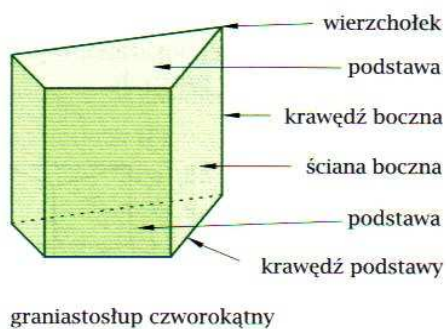 wierzchołek
podstawa
krawędź boczna
ściana boczna
podstawa
krawędź podstawy
graniastosłup czworokątny